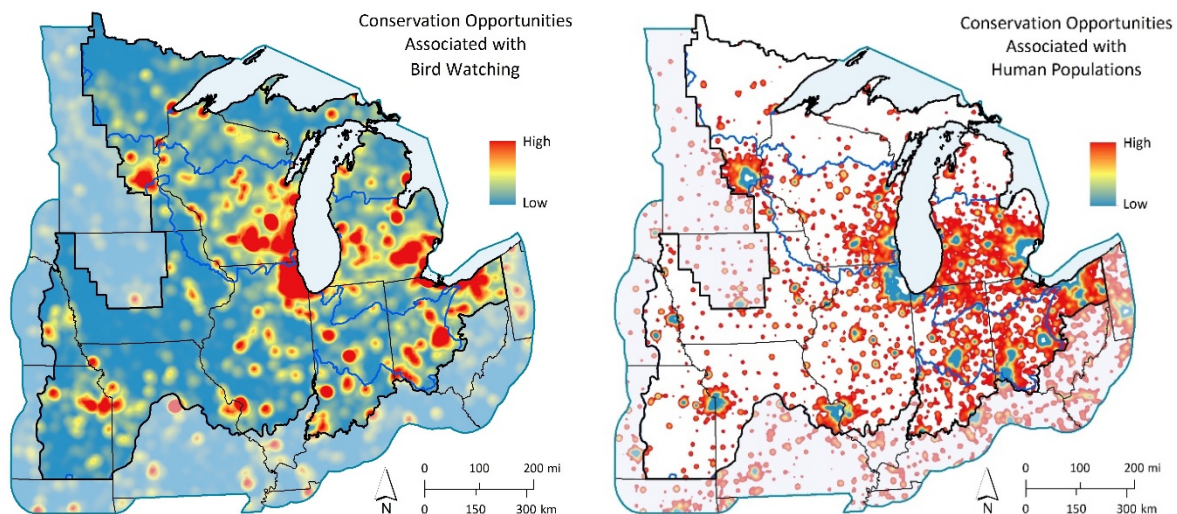 Conservation Opportunities
Associated with
Bird Watching
High
Low
0 100 200 mi
0 150 300 km
N
Conservation Opportunities
Associated with
Human Populations
High
Low
0 100 200 mi
0 150 300 km
N